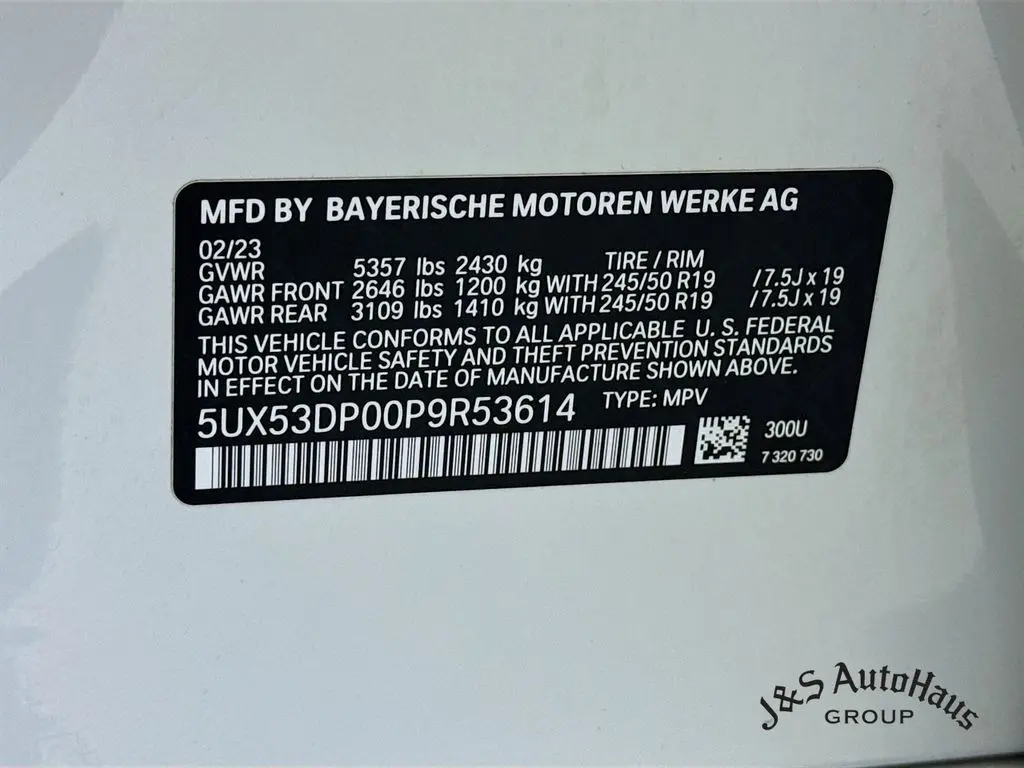 MFD BY BAYERISCHE MOTOREN WERKE AG
02/23
GVWR 5357 lbs 2430 kg TIRE / RIM
GAWR FRONT 2646 lbs 1200 kg WITH 245/50 R19 /7.5J x 19
GAWR REAR 3109 lbs 1410 kg WITH 245/50 R19 /7.5J x 19
THIS VEHICLE CONFORMS TO ALL APPLICABLE U. S. FEDERAL
MOTOR VEHICLE SAFETY AND THEFT PREVENTION STANDARDS
IN EFFECT ON THE DATE OF MANUFACTURE SHOWN ABOVE.
5UX53DP00P9R53614 TYPE: MPV
300U
7 320 730
J&S AutoHaus
GROUP